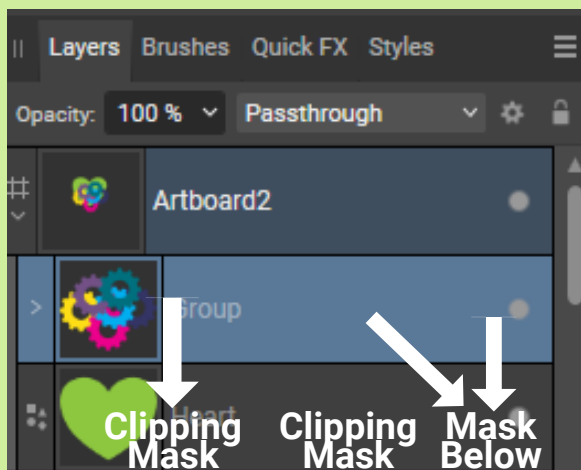 Layers Brushes Quick FX Styles
Opacity: 100 % Passthrough
Artboard2
Group
Heart
Clipping Mask
Clipping Mask
Mask Below